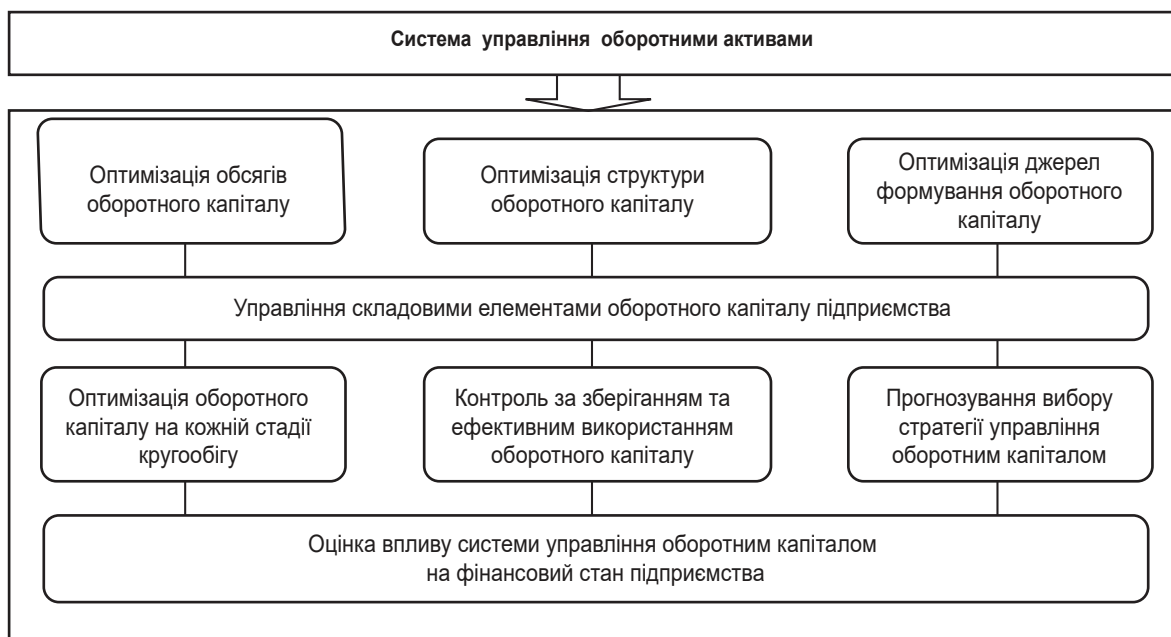 Система управління оборотними активами
Оптимізація обсягів
оборотного капіталу
Оптимізація структури
оборотного капіталу
Оптимізація джерел
формування оборотного
капіталу
Управління складовими елементами оборотного капіталу підприємства
Оптимізація оборотного
капіталу на кожній стадії
кругообігу
Контроль за зберіганням та
ефективним використанням
оборотного капіталу
Прогнозування вибору
стратегії управління
оборотним капіталом
Оцінка впливу системи управління оборотним капіталом
на фінансовий стан підприємства